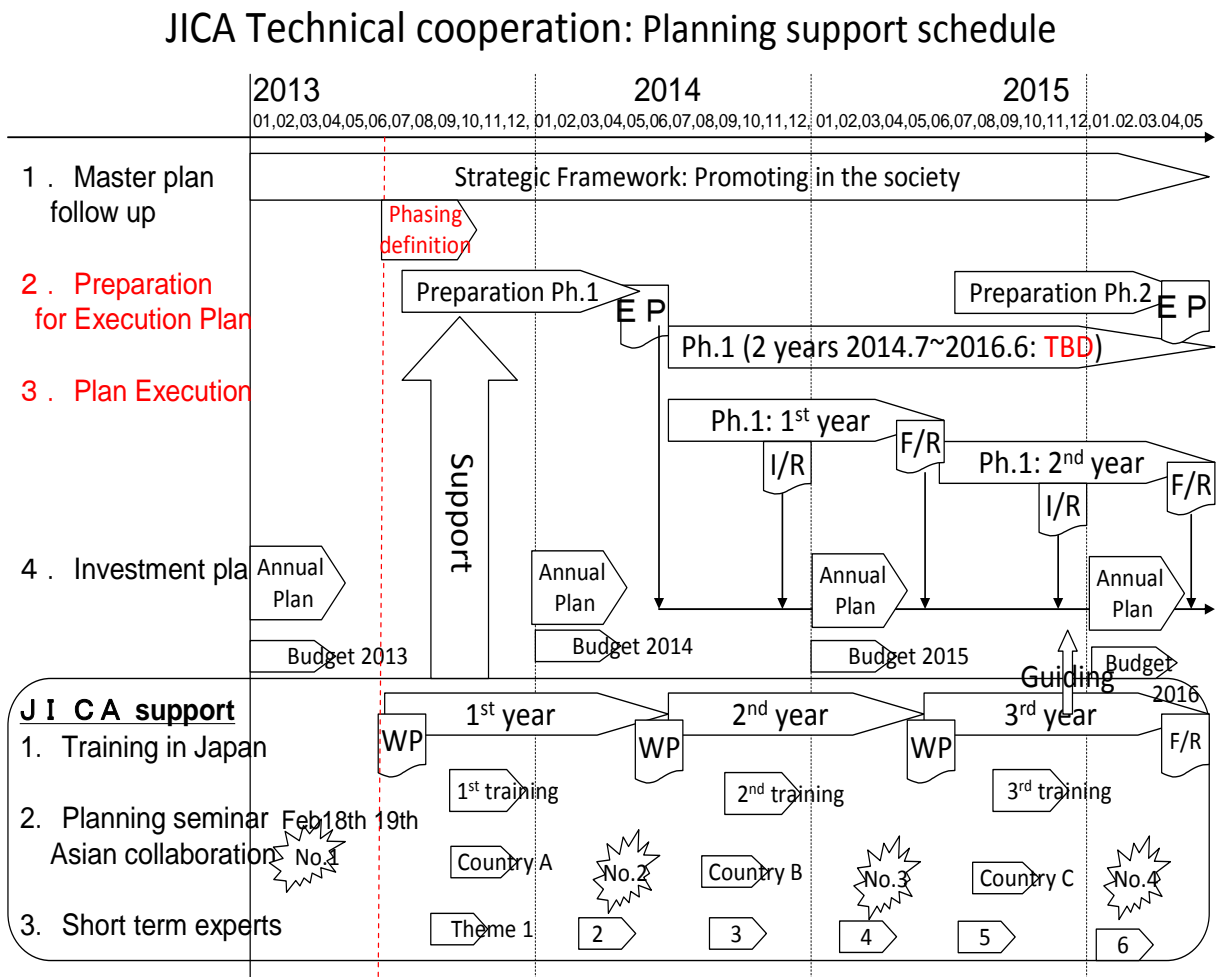 JICA Technical cooperation: Planning support schedule
2013 2014 2015
01,02,03,04,05,06,07,08,09,10,11,12, 01,02,03,04,05,06,07,08,09,10,11,12, 01,02,03,04,05,06,07,08,09,10,11,12,01.02.03.04,05
１. Master plan
follow up
Strategic Framework: Promoting in the society
Phasing
definition
２. Preparation
for Execution Plan
Preparation Ph.1
ＥＰ
Preparation Ph.2
ＥＰ
Ph.1 (2 years 2014.7~2016.6: TBD)
３. Plan Execution
Ph.1: 1st year
I/R
F/R
Ph.1: 2nd year
I/R
F/R
Support
４. Investment pla
Annual
Plan
Annual
Plan
Annual
Plan
Annual
Plan
Budget 2013
Budget 2014
Budget 2015
Budget
2016
Guiding
ＪＩＣＡ support
WP
1st year
WP
2nd year
WP
3rd year
F/R
1. Training in Japan
1st training
2nd training
3rd training
2. Planning seminar
Asian collaboration
Feb18th 19th
No.1
Country A
No.2
Country B
No.3
Country C
No.4
3. Short term experts
Theme 1
2
3
4
5
6